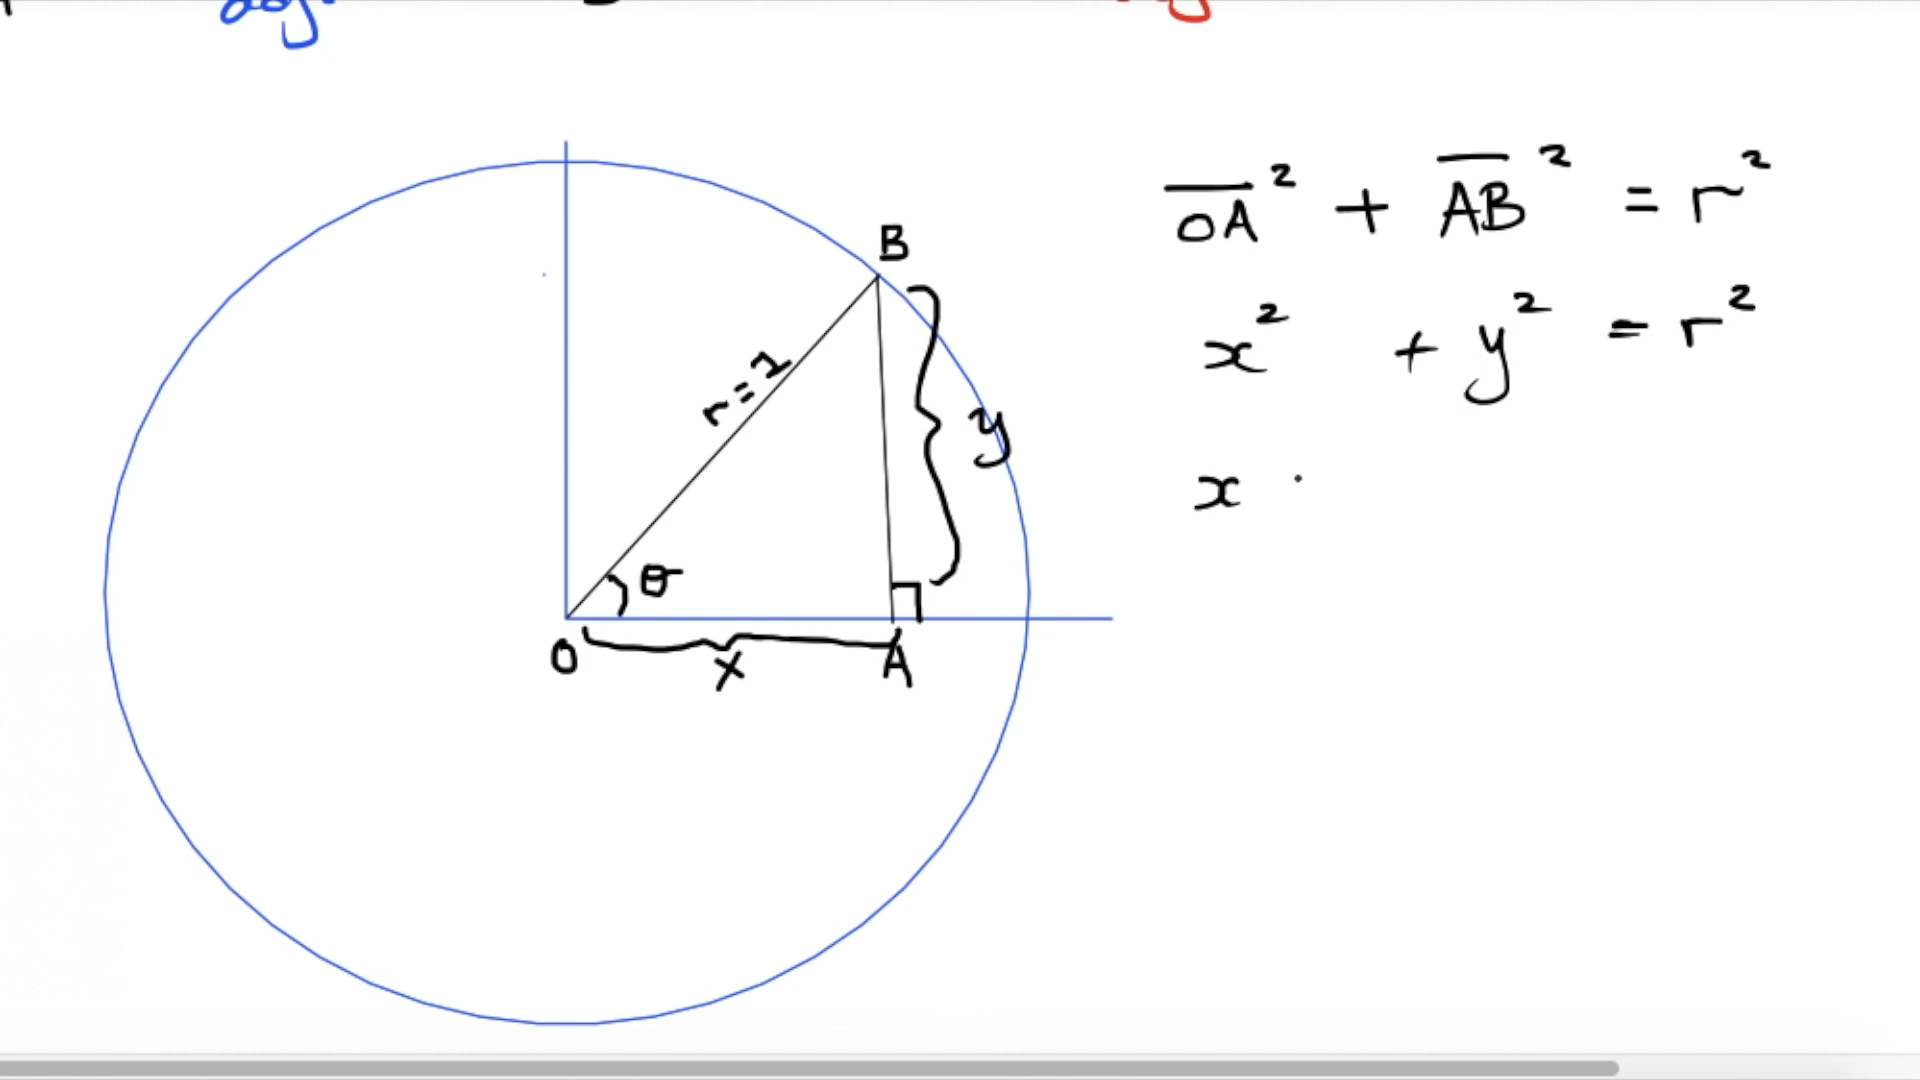 OA² + AB² = r²
B
x² + y² = r²
r = 1
y
x
θ
O
x
A